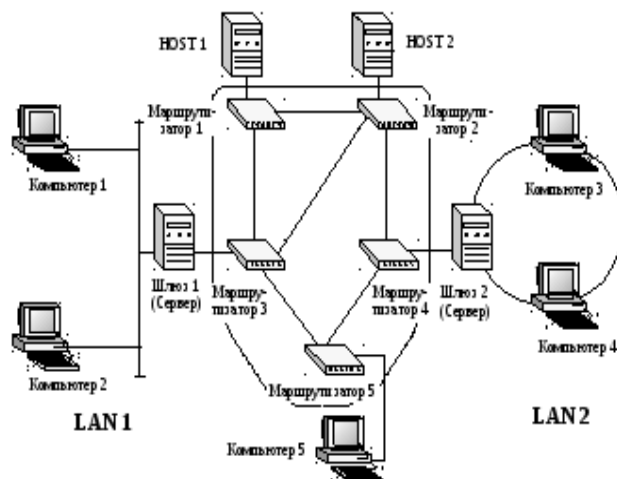 HOST 1
HOST 2
Маршрути-
затор 1
Маршрути-
затор 2
Компьютер 1
Компьютер 3
Шлюз 1
(Сервер)
Маршру-
тизатор 3
Маршру-
тизатор 4
Шлюз 2
(Сервер)
Компьютер 2
Компьютер 4
Маршрутизатор 5
LAN 1
LAN 2
Компьютер 5